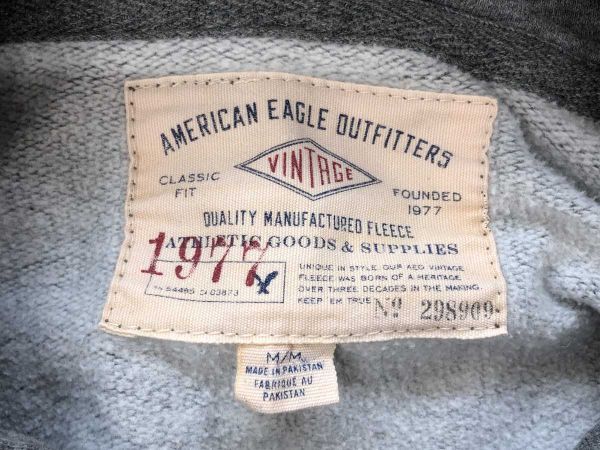 AMERICAN EAGLE OUTFITTERS
VINTAGE
CLASSIC
FIT
FOUNDED
1977
QUALITY MANUFACTURED FLEECE
ATHLETIC GOODS & SUPPLIES
1977
UNIQUE IN STYLE, OUR AEO VINTAGE
FLEECE WAS BORN OF A HERITAGE
OVER THREE DECADES IN THE MAKING.
KEEP 'EM TRUE
Nº 298909
M/M
MADE IN PAKISTAN
FABRIQUÉ AU
PAKISTAN